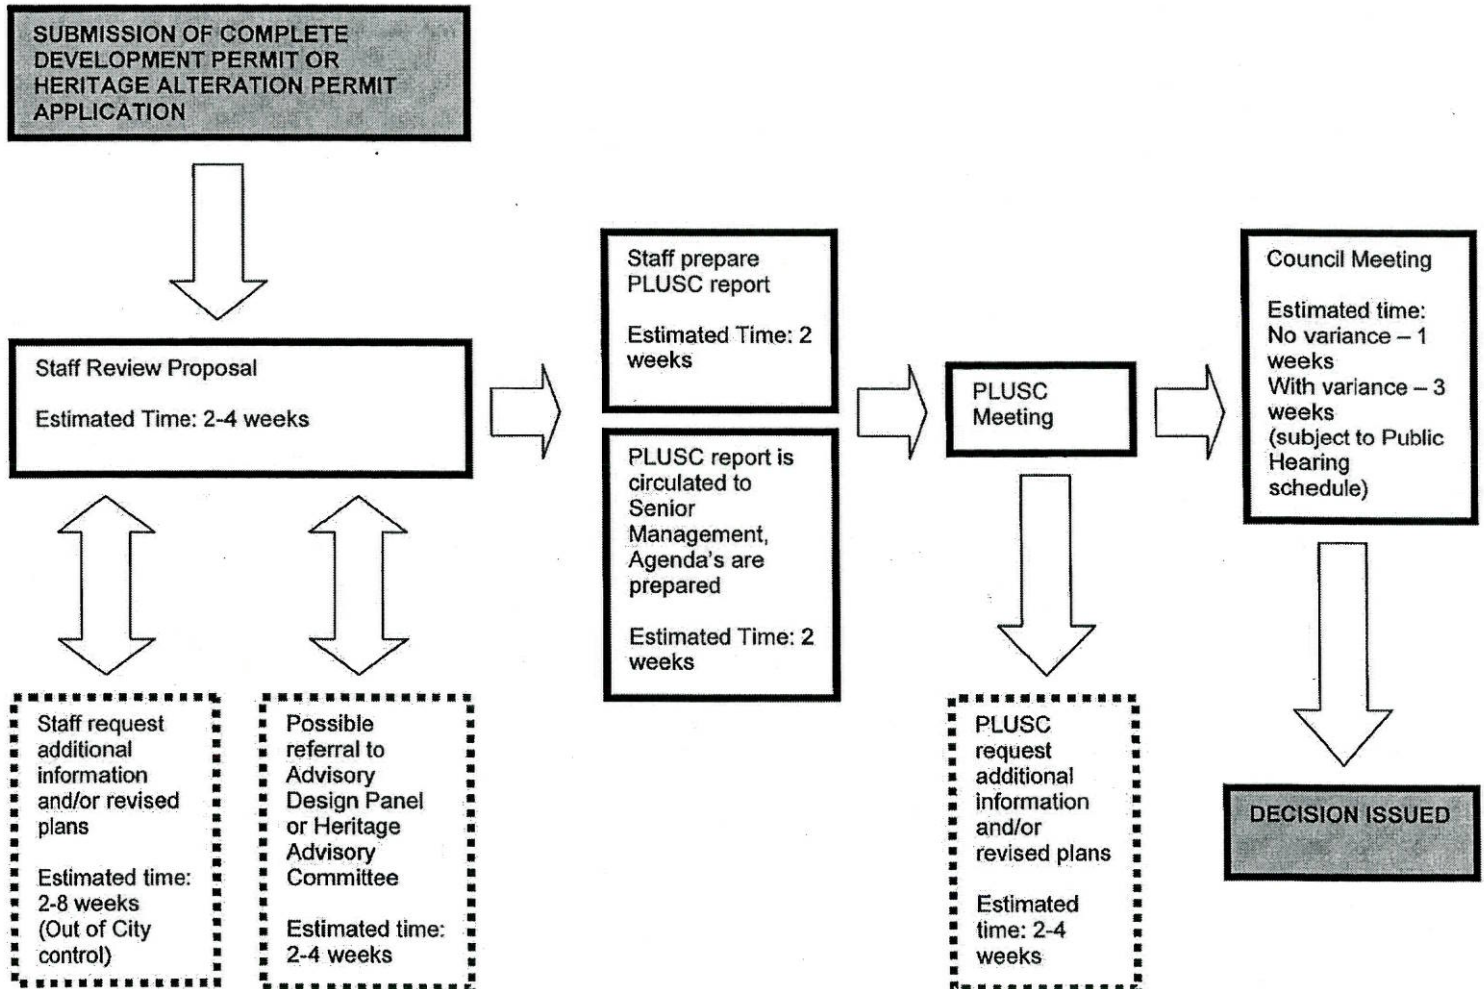 SUBMISSION OF COMPLETE
DEVELOPMENT PERMIT OR
HERITAGE ALTERATION PERMIT
APPLICATION
Staff Review Proposal
Estimated Time: 2-4 weeks
Staff request
additional
information
and/or revised
plans
Estimated time:
2-8 weeks
(Out of City
control)
Possible
referral to
Advisory
Design Panel
or Heritage
Advisory
Committee
Estimated time:
2-4 weeks
Staff prepare
PLUSC report
Estimated Time: 2
weeks
PLUSC report is
circulated to
Senior
Management,
Agenda's are
prepared
Estimated Time: 2
weeks
PLUSC
Meeting
PLUSC
request
additional
information
and/or
revised plans
Estimated
time: 2-4
weeks
Council Meeting
Estimated time:
No variance – 1
weeks
With variance – 3
weeks
(subject to Public
Hearing
schedule)
DECISION ISSUED